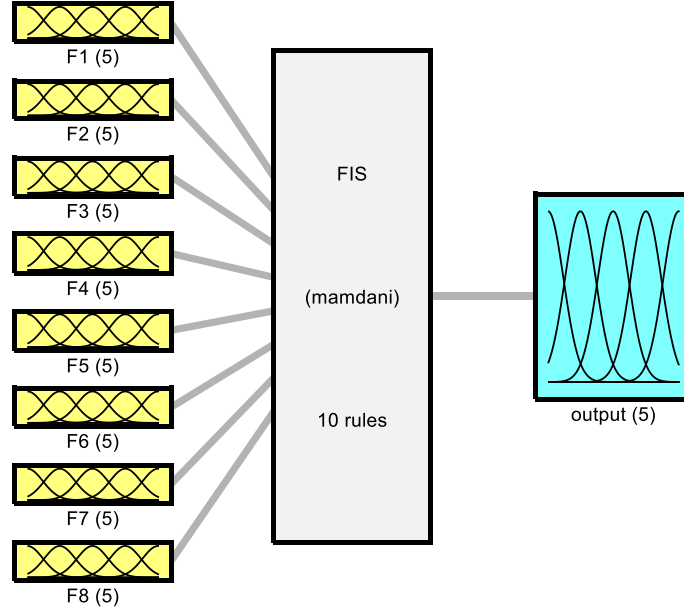 F1 (5)
F2 (5)
F3 (5)
F4 (5)
F5 (5)
F6 (5)
F7 (5)
F8 (5)
FIS
(mamdani)
10 rules
output (5)